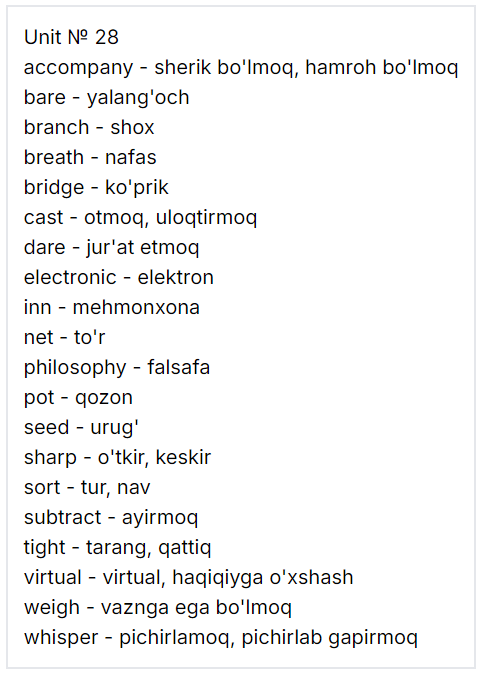 Unit № 28
accompany - sherik bo'lmoq, hamroh bo'lmoq
bare - yalang'och
branch - shox
breath - nafas
bridge - ko'prik
cast - otmoq, uloqtirmoq
dare - jur'at etmoq
electronic - elektron
inn - mehmonxona
net - to'r
philosophy - falsafa
pot - qozon
seed - urug'
sharp - o'tkir, keskir
sort - tur, nav
subtract - ayirmoq
tight - tarang, qattiq
virtual - virtual, haqiqiyga o'xshash
weigh - vaznga ega bo'lmoq
whisper - pichirlamoq, pichirlab gapirmoq